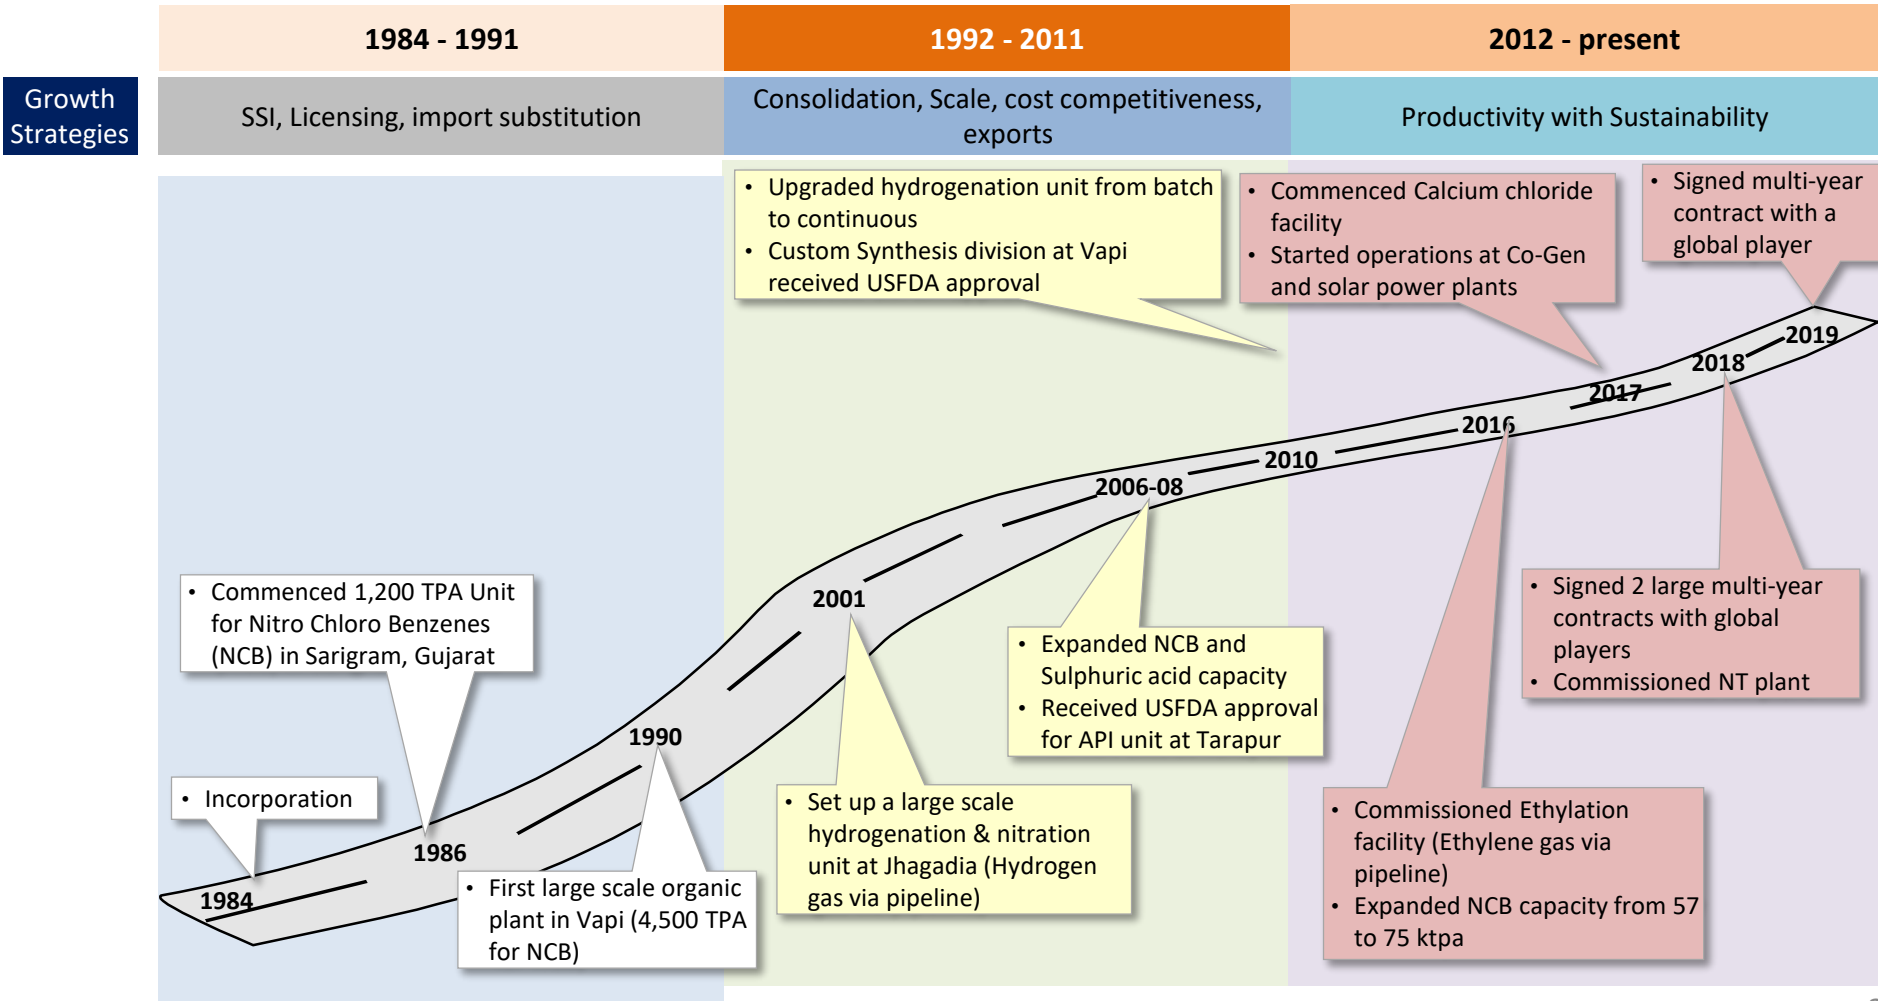 1984 - 1991
1992 - 2011
2012 - present
Growth
Strategies
SSI, Licensing, import substitution
Consolidation, Scale, cost competitiveness,
exports
Productivity with Sustainability
• Upgraded hydrogenation unit from batch
to continuous
• Custom Synthesis division at Vapi
received USFDA approval
• Commenced Calcium chloride
facility
• Started operations at Co-Gen
and solar power plants
• Signed multi-year
contract with a
global player
2019
2018
2017
2016
2010
2006-08
2001
1990
1986
1984
• Commenced 1,200 TPA Unit
for Nitro Chloro Benzenes
(NCB) in Sarigram, Gujarat
• Incorporation
• First large scale organic
plant in Vapi (4,500 TPA
for NCB)
• Set up a large scale
hydrogenation & nitration
unit at Jhagadia (Hydrogen
gas via pipeline)
• Expanded NCB and
Sulphuric acid capacity
• Received USFDA approval
for API unit at Tarapur
• Signed 2 large multi-year
contracts with global
players
• Commissioned NT plant
• Commissioned Ethylation
facility (Ethylene gas via
pipeline)
• Expanded NCB capacity from 57
to 75 ktpa